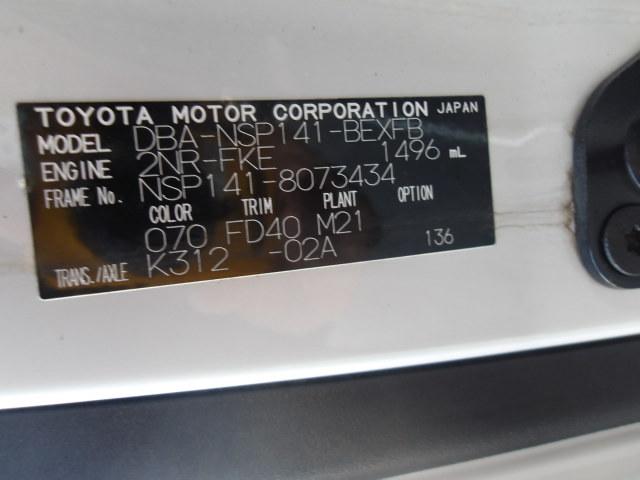 TOYOTA MOTOR CORPORATION JAPAN
MODEL DBA-NSP141-BEXFB
ENGINE 2NR-FKE 1496 mL
FRAME No. NSP141-8073434
COLOR TRIM PLANT OPTION
070 FD40 M21
TRANS./AXLE K312 -02A 136